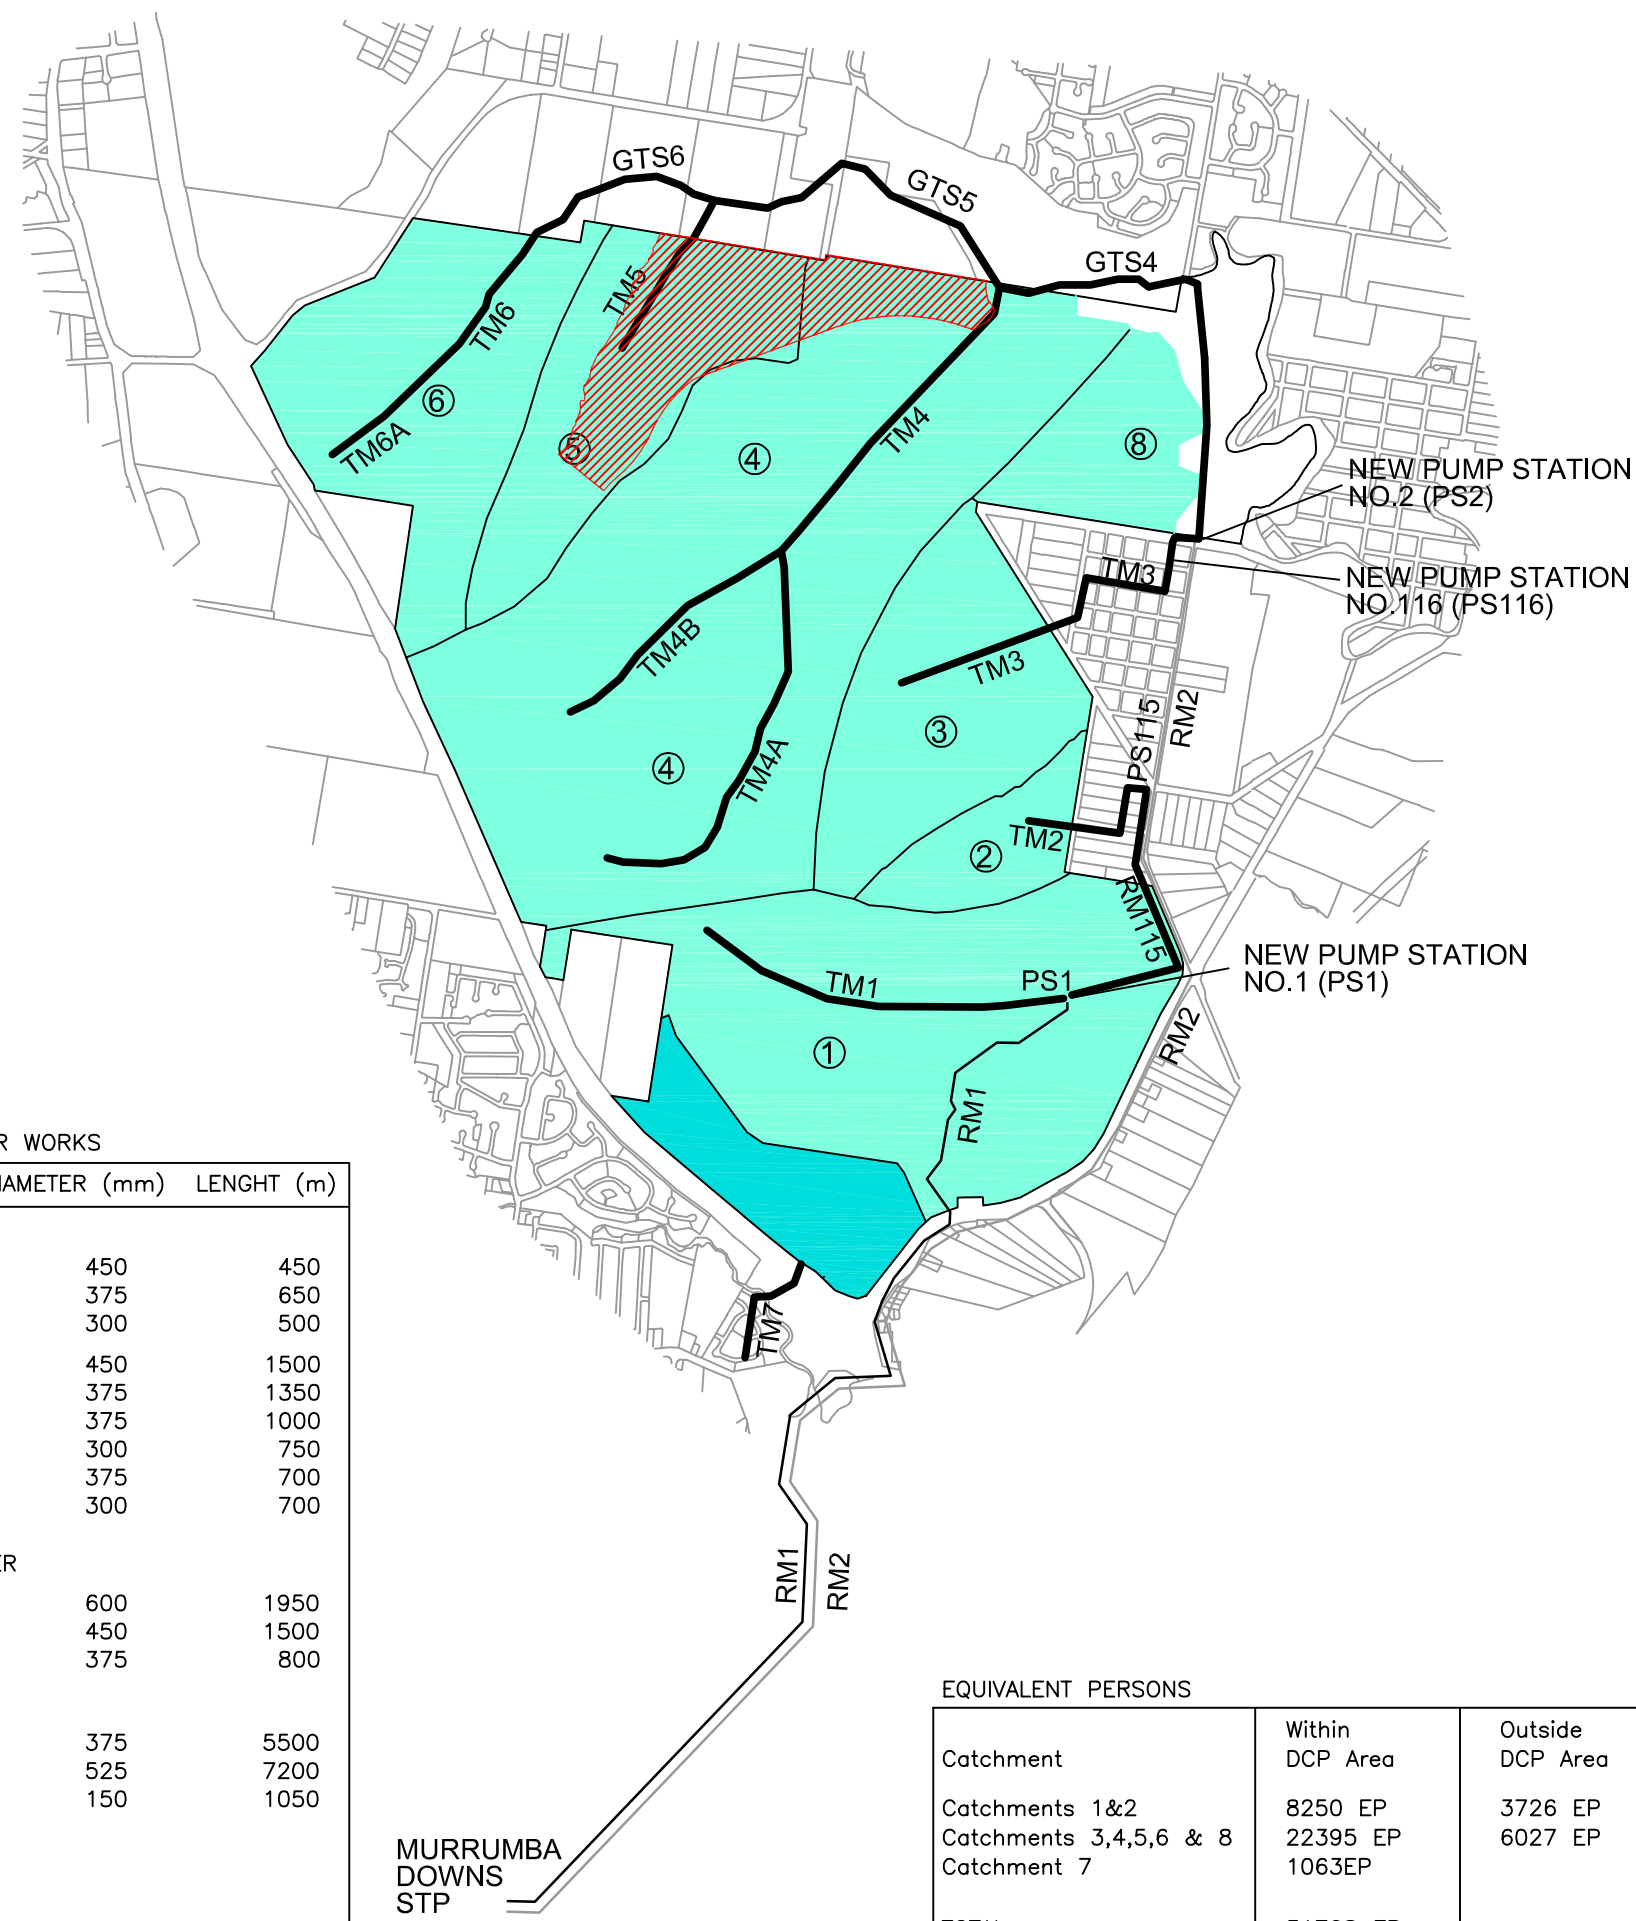 GTS6
GTS5
GTS4
TM5
TM6
TM6A
TM4
⑥
⑤
④
⑧
NEW PUMP STATION
NO.2 (PS2)
NEW PUMP STATION
NO.116 (PS116)
TM3
TM3
TM4B
TM4A
③
④
PS115
RM2
TM2
②
RM115
NEW PUMP STATION
NO.1 (PS1)
TM1
PS1
①
RM1
RM2
TM7
RM1
RM2
MURRUMBA
DOWNS
STP
R WORKS
IAMETER (mm) LENGHT (m)
450 450
375 650
300 500
450 1500
375 1350
375 1000
300 750
375 700
300 700
ER
600 1950
450 1500
375 800
375 5500
525 7200
150 1050
EQUIVALENT PERSONS
Within Outside
Catchment DCP Area DCP Area
Catchments 1&2 8250 EP 3726 EP
Catchments 3,4,5,6 & 8 22395 EP 6027 EP
Catchment 7 1063EP